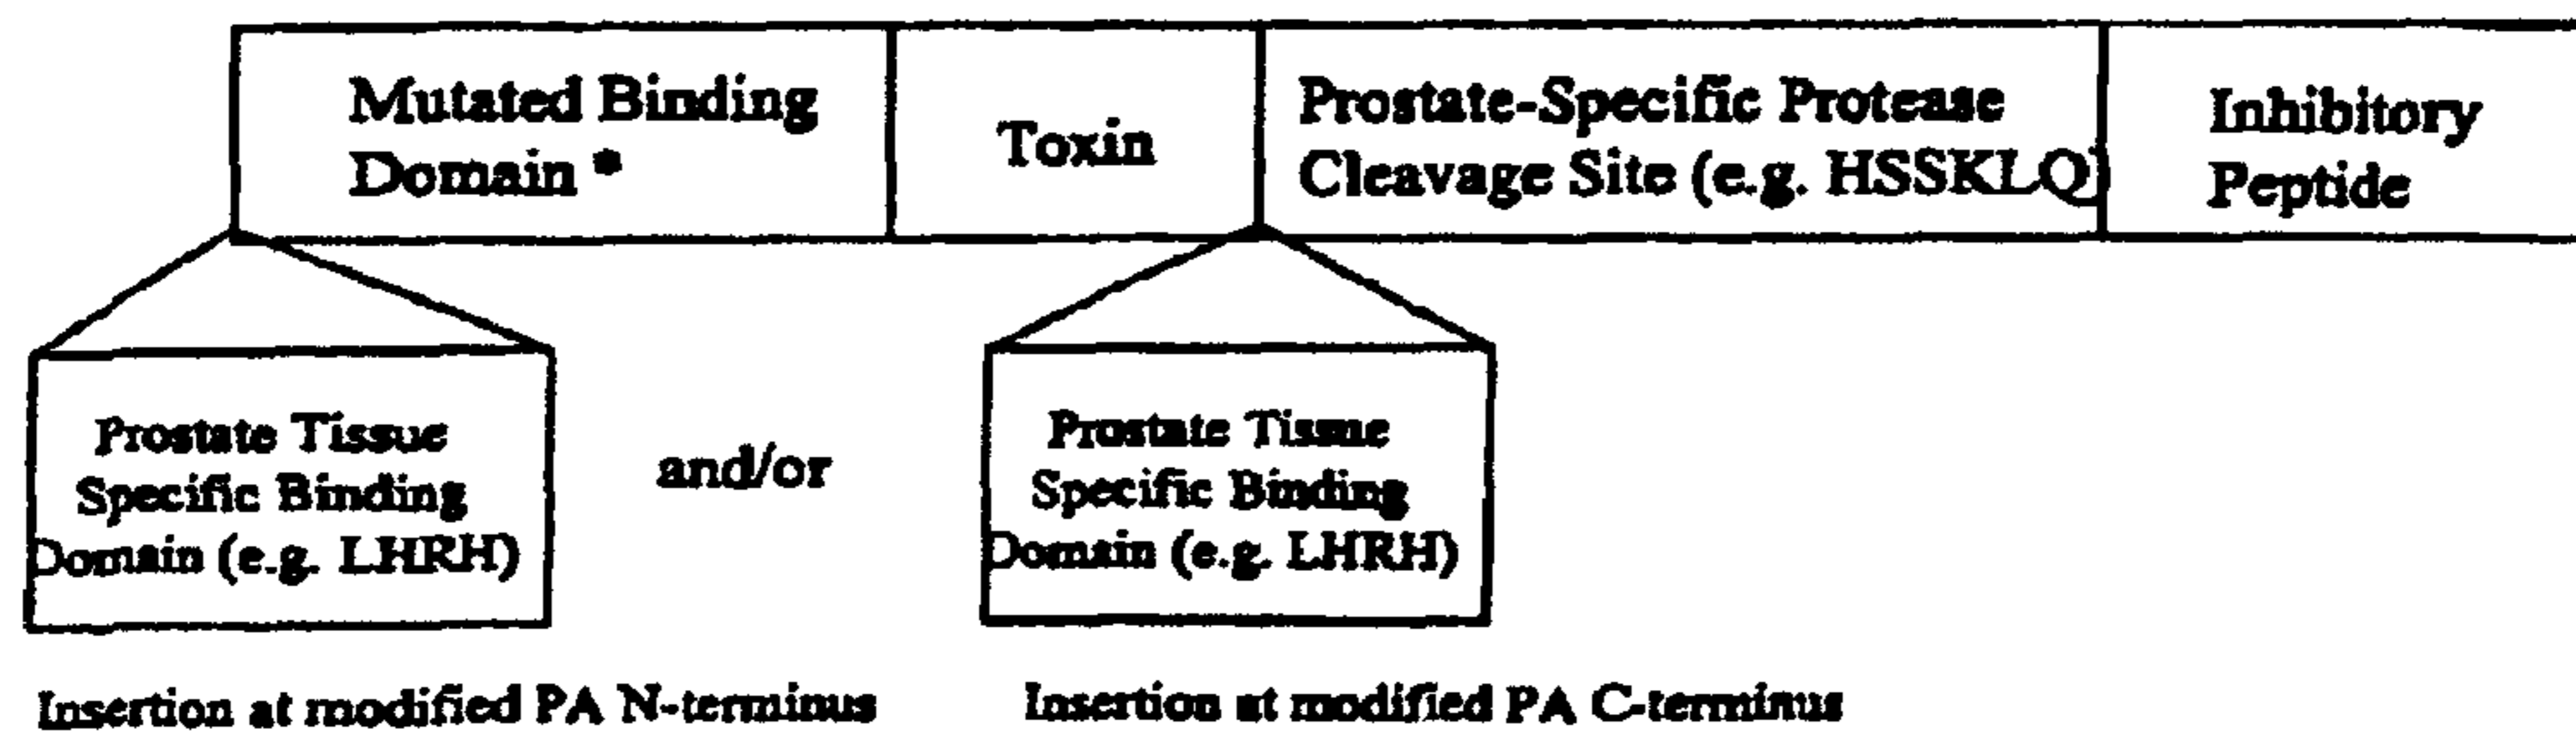 Mutated Binding
Domain *
Toxin
Prostate-Specific Protease
Cleavage Site (e.g. HSSKLQ)
Inhibitory
Peptide
Prostate Tissue
Specific Binding
Domain (e.g. LHRH)
and/or
Prostate Tissue
Specific Binding
Domain (e.g. LHRH)
Insertion at modified PA N-terminus
Insertion at modified PA C-terminus